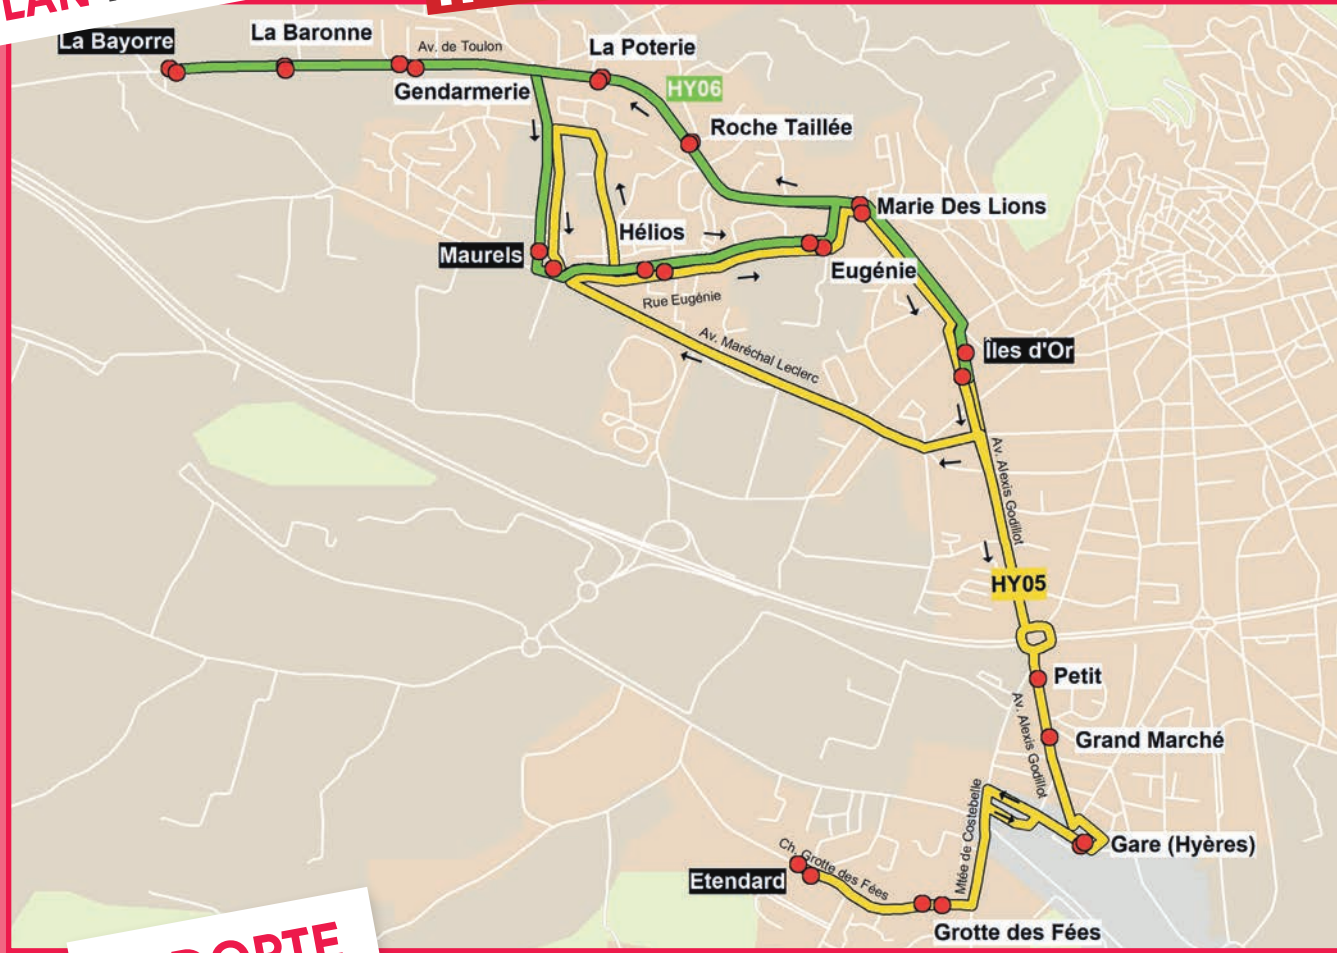 La Bayorre
La Baronne
Av. de Toulon
La Poterie
Gendarmerie
HY06
Roche Taillée
Marie Des Lions
Hélios
Maurels
Eugénie
Rue Eugénie
Av. Maréchal Leclerc
Îles d'Or
Av. Alexis Godillot
HY05
Petit
Av. Alexis Godillot
Grand Marché
Mtée de Costebelle
Gare (Hyères)
Ch. Grotte des Fées
Etendard
Grotte des Fées